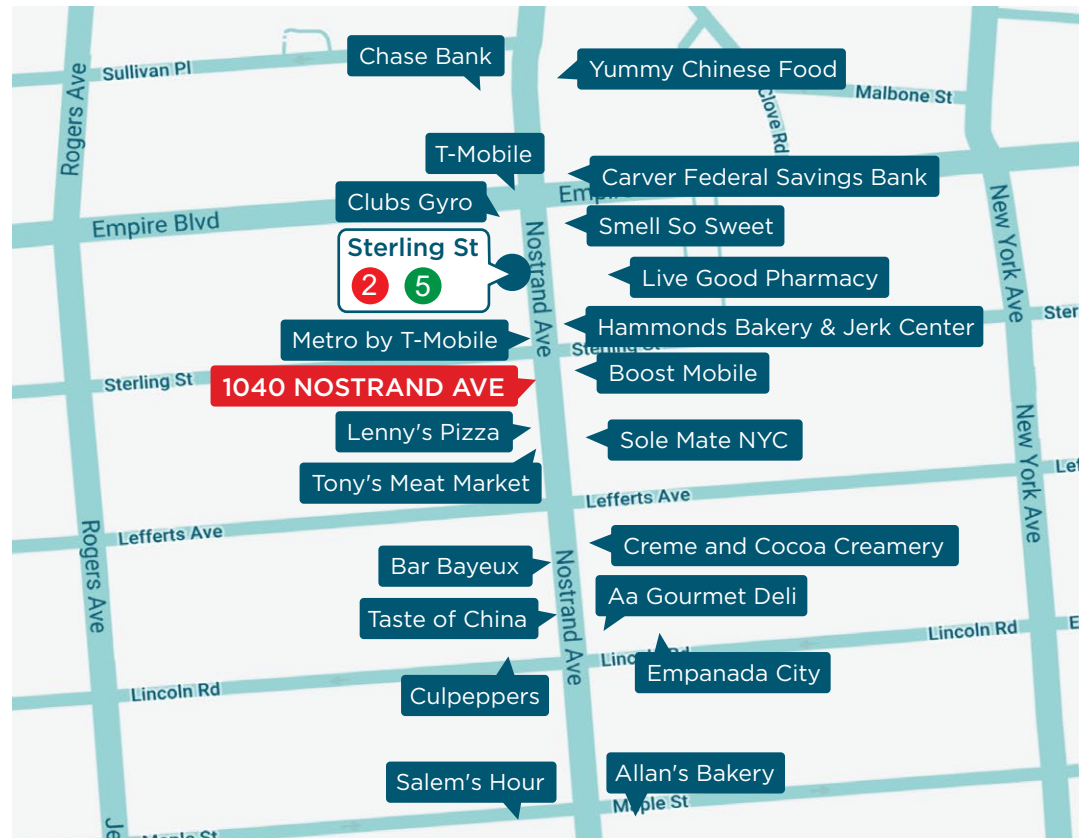 Sullivan Pl
Chase Bank
Yummy Chinese Food
Malbone St
Clove Rd
Rogers Ave
T-Mobile
Carver Federal Savings Bank
Clubs Gyro
Empire Blvd
Smell So Sweet
Nostrand Ave
New York Ave
Sterling St
2 5
Live Good Pharmacy
Hammonds Bakery & Jerk Center
Metro by T-Mobile
Sterling St
Sterling St
1040 NOSTRAND AVE
Boost Mobile
Lenny's Pizza
Sole Mate NYC
New York Ave
Tony's Meat Market
Lefferts Ave
Lefferts Ave
Rogers Ave
Creme and Cocoa Creamery
Bar Bayeux
Nostrand Ave
Aa Gourmet Deli
Taste of China
Lincoln Rd
Empanada City
Lincoln Rd
Culpeppers
Salem's Hour
Allan's Bakery
Maple St
Maple St